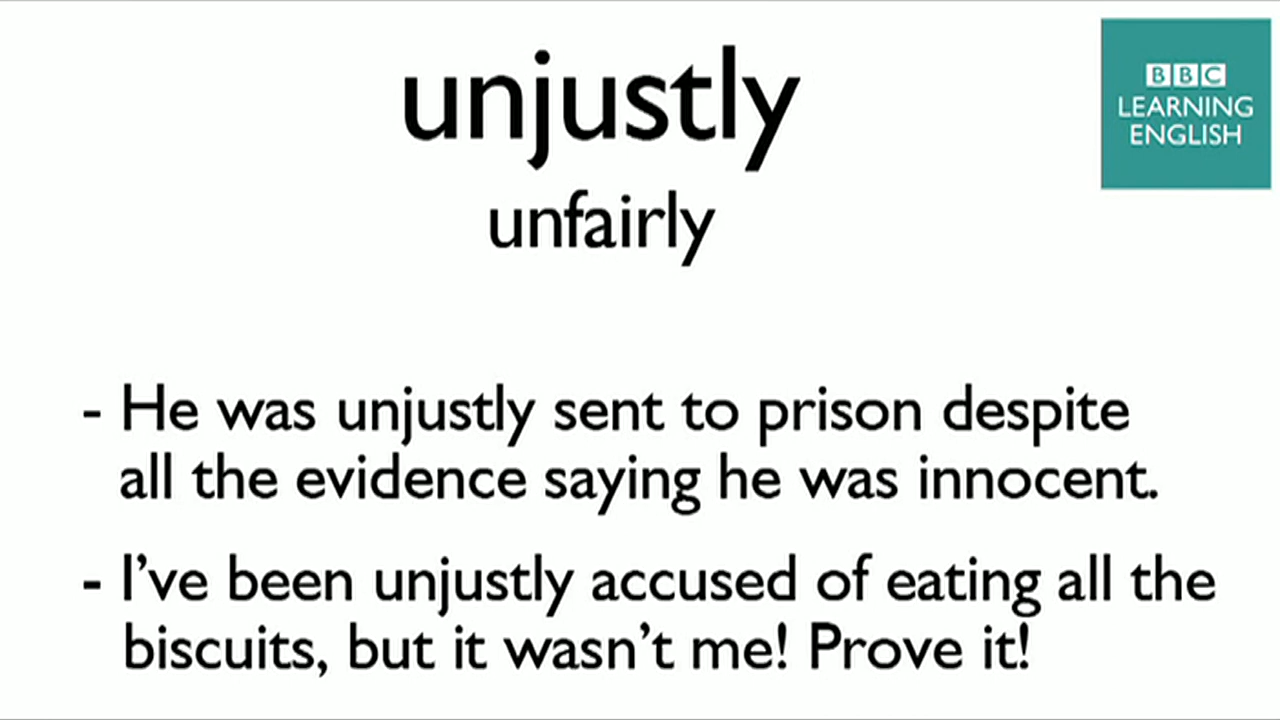 unjustly
BBC
LEARNING
ENGLISH
unfairly
- He was unjustly sent to prison despite
all the evidence saying he was innocent.
- I’ve been unjustly accused of eating all the
biscuits, but it wasn’t me! Prove it!